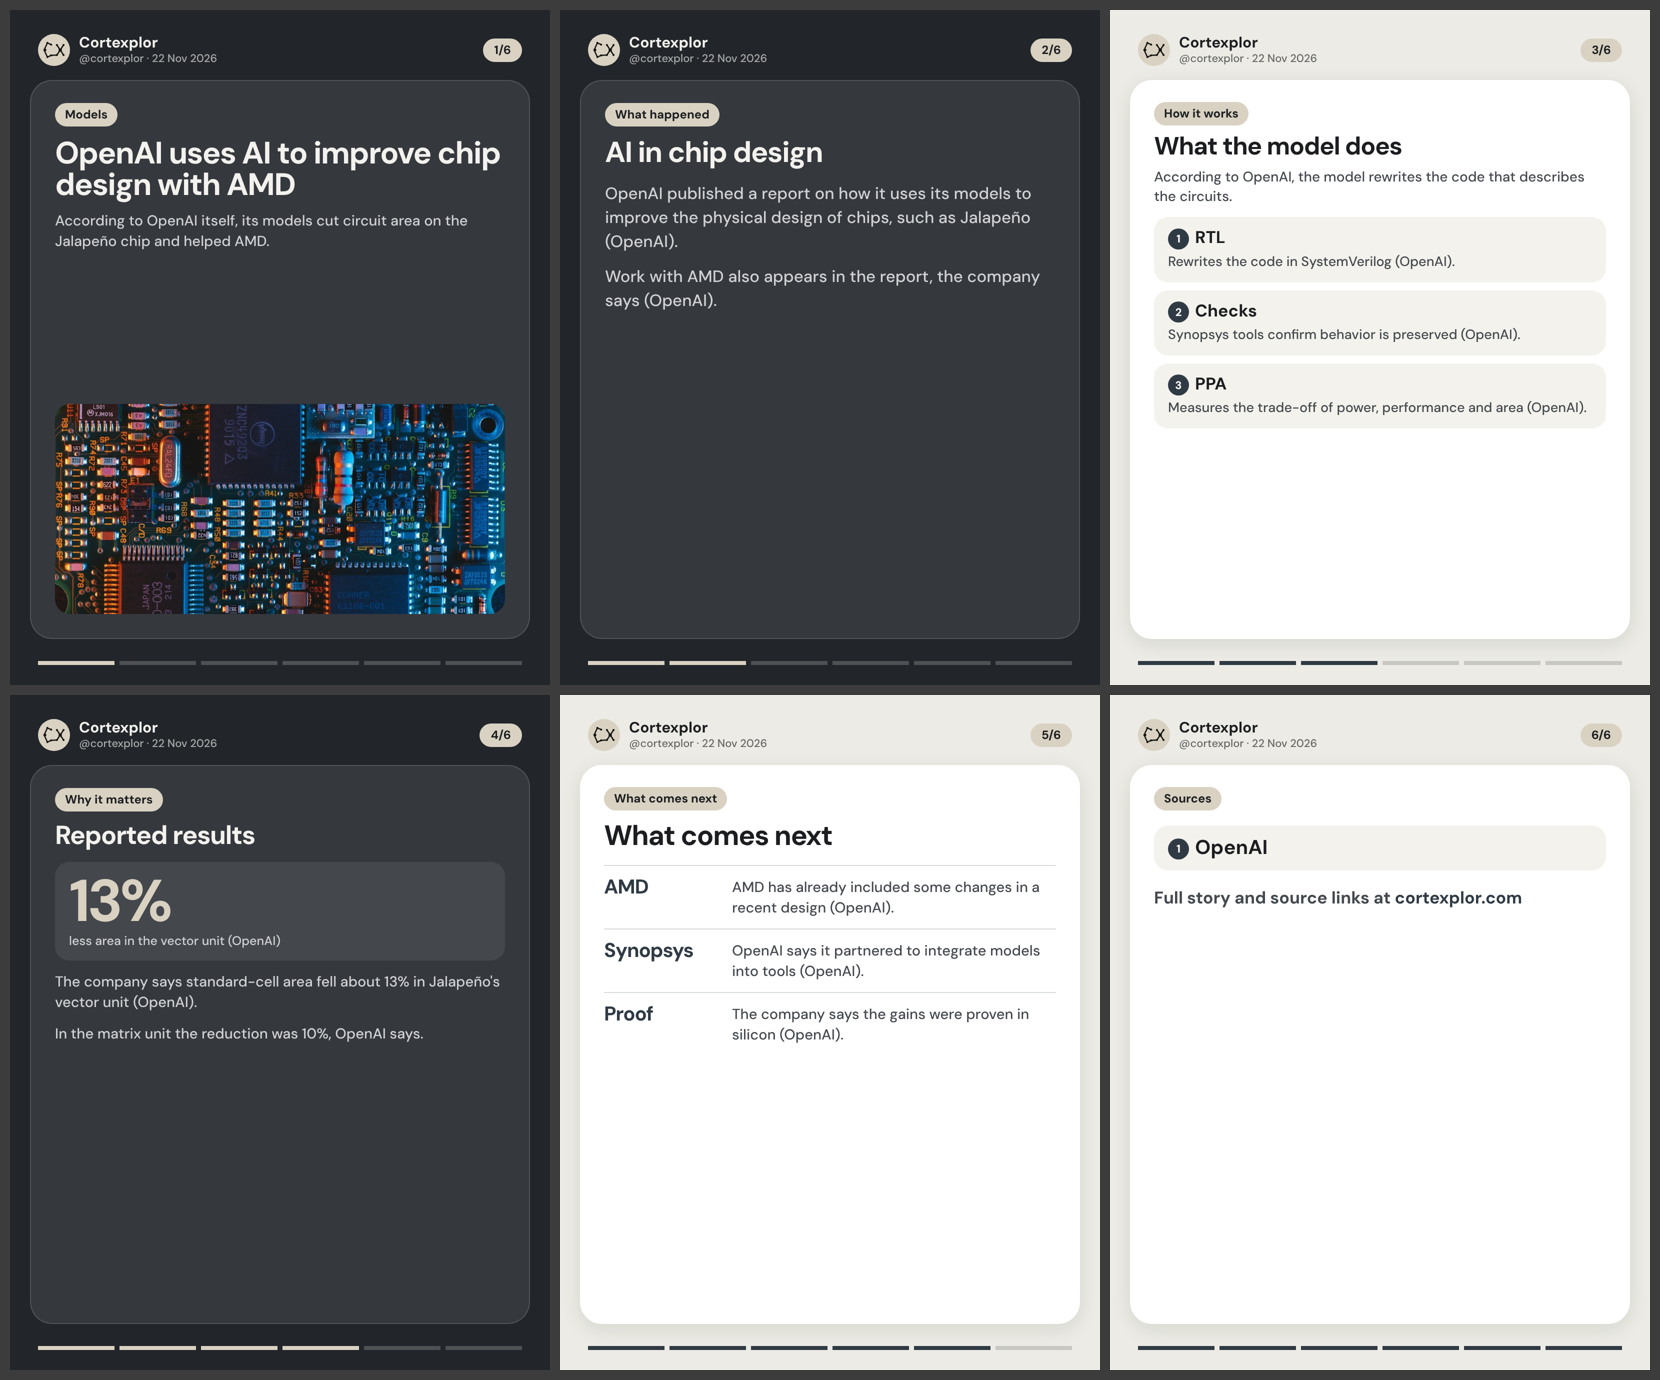 Cortexplor
@cortexplor · 22 Nov 2026
1/6
Models
OpenAI uses AI to improve chip
design with AMD
According to OpenAI itself, its models cut circuit area on the
Jalapeño chip and helped AMD.
Cortexplor
@cortexplor · 22 Nov 2026
2/6
What happened
AI in chip design
OpenAI published a report on how it uses its models to
improve the physical design of chips, such as Jalapeño
(OpenAI).
Work with AMD also appears in the report, the company
says (OpenAI).
Cortexplor
@cortexplor · 22 Nov 2026
3/6
How it works
What the model does
According to OpenAI, the model rewrites the code that describes
the circuits.
1 RTL
Rewrites the code in SystemVerilog (OpenAI).
2 Checks
Synopsys tools confirm behavior is preserved (OpenAI).
3 PPA
Measures the trade-off of power, performance and area (OpenAI).
Cortexplor
@cortexplor · 22 Nov 2026
4/6
Why it matters
Reported results
13%
less area in the vector unit (OpenAI)
The company says standard-cell area fell about 13% in Jalapeño's
vector unit (OpenAI).
In the matrix unit the reduction was 10%, OpenAI says.
Cortexplor
@cortexplor · 22 Nov 2026
5/6
What comes next
What comes next
AMD
AMD has already included some changes in a
recent design (OpenAI).
Synopsys
OpenAI says it partnered to integrate models
into tools (OpenAI).
Proof
The company says the gains were proven in
silicon (OpenAI).
Cortexplor
@cortexplor · 22 Nov 2026
6/6
Sources
1 OpenAI
Full story and source links at cortexplor.com